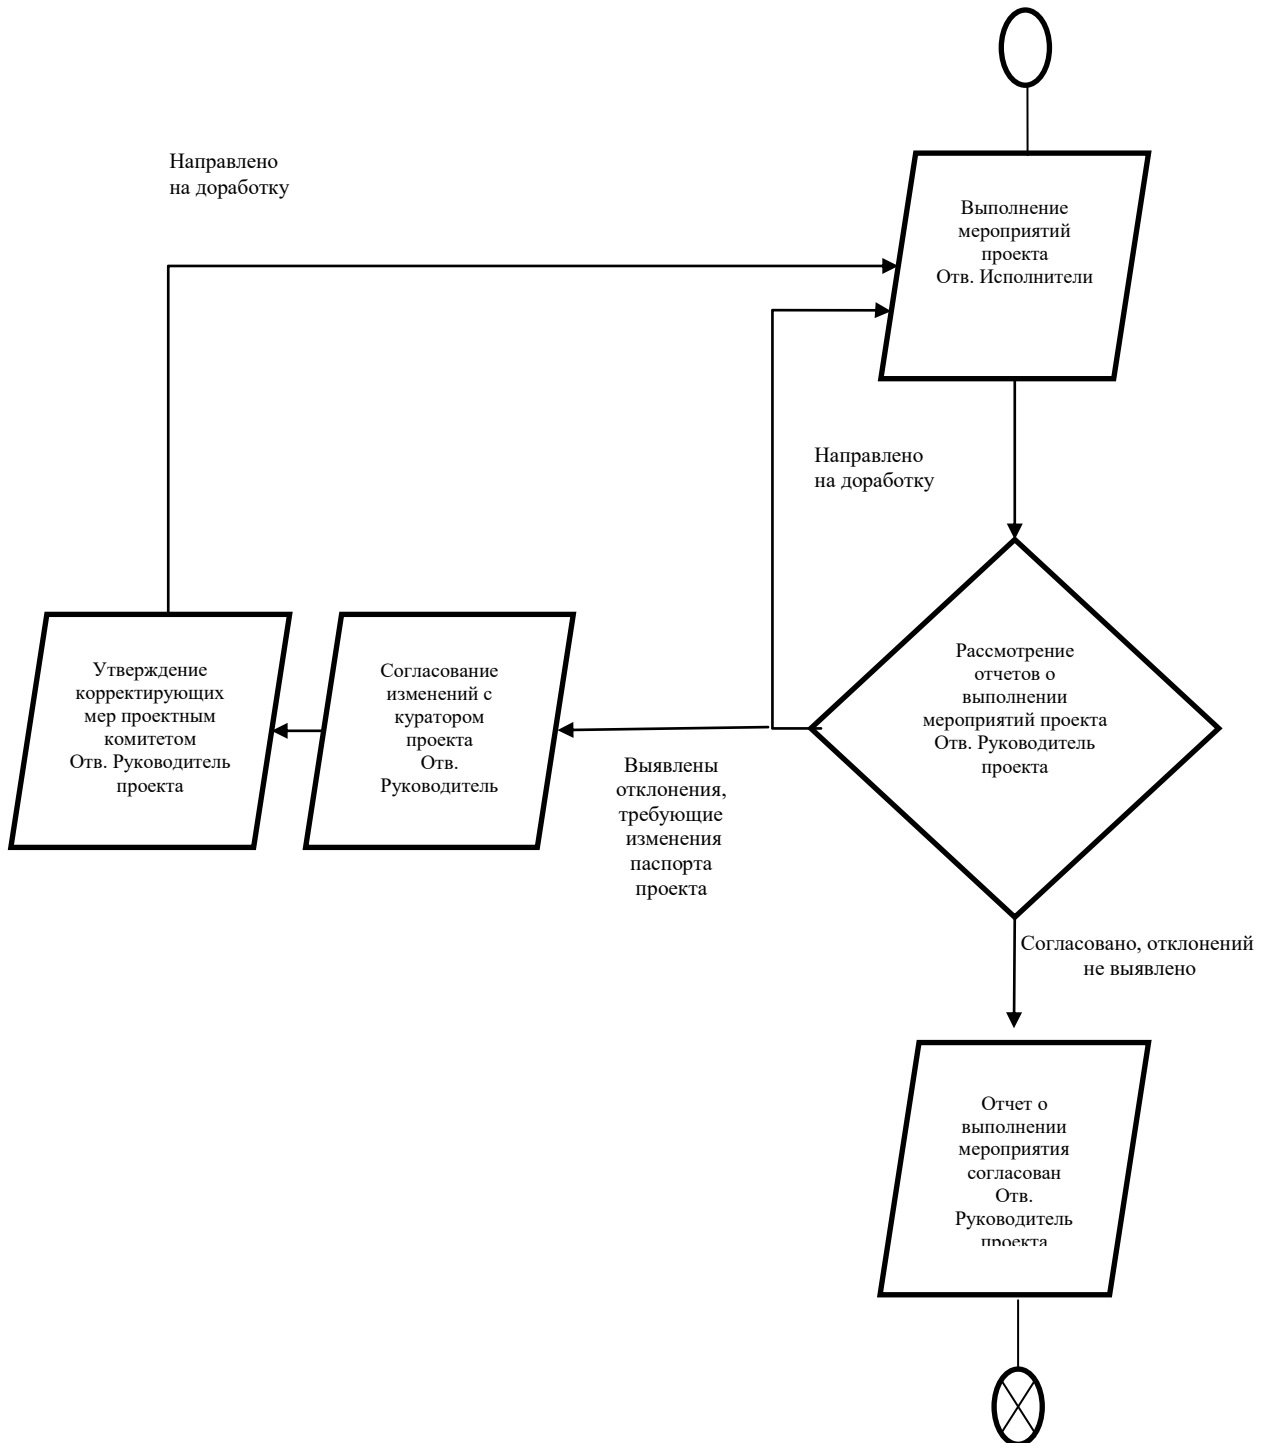 Направлено
на доработку
Выполнение
мероприятий
проекта
Отв. Исполнители
Направлено
на доработку
Утверждение
корректирующих
мер проектным
комитетом
Отв. Руководитель
проекта
Согласование
изменений с
куратором
проекта
Отв.
Руководитель
Выявлены
отклонения,
требующие
изменения
паспорта
проекта
Рассмотрение
отчетов о
выполнении
мероприятий проекта
Отв. Руководитель
проекта
Согласовано, отклонений
не выявлено
Отчет о
выполнении
мероприятия
согласован
Отв.
Руководитель
проекта